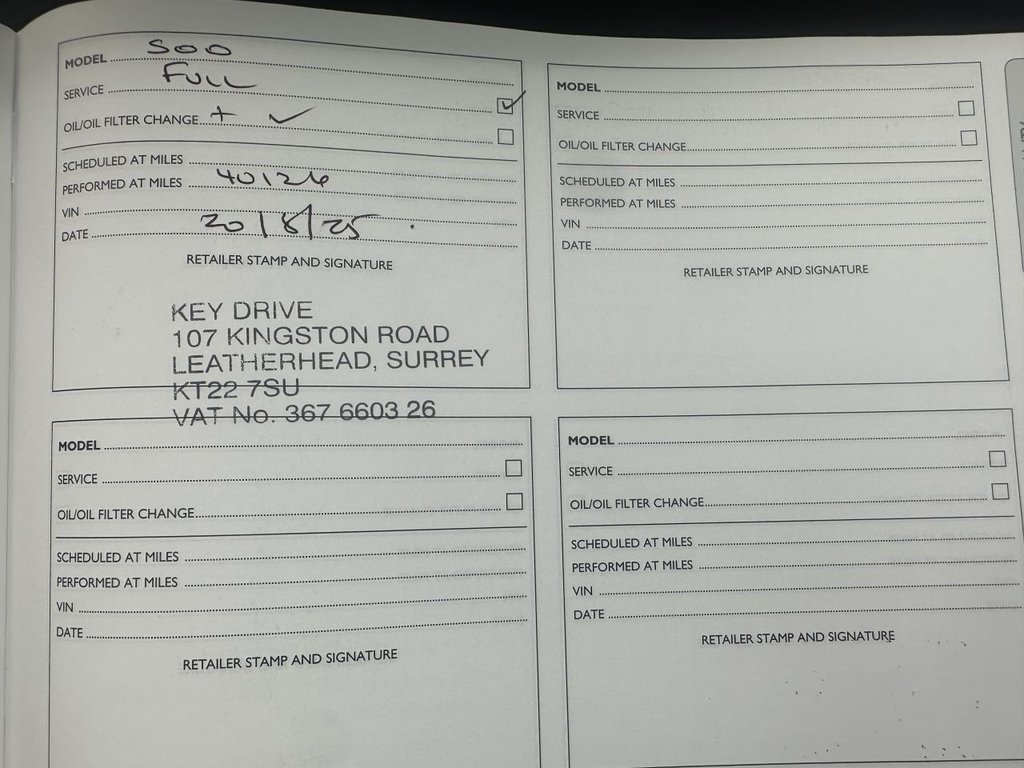 MODEL 500
SERVICE FULL
OIL/OIL FILTER CHANGE + ✓
SCHEDULED AT MILES
PERFORMED AT MILES 40126
VIN
DATE 20/8/25
RETAILER STAMP AND SIGNATURE
KEY DRIVE
107 KINGSTON ROAD
LEATHERHEAD, SURREY
KT22 7SU
VAT No. 367 6603 26
MODEL
SERVICE
OIL/OIL FILTER CHANGE
SCHEDULED AT MILES
PERFORMED AT MILES
VIN
DATE
RETAILER STAMP AND SIGNATURE
MODEL
SERVICE
OIL/OIL FILTER CHANGE
SCHEDULED AT MILES
PERFORMED AT MILES
VIN
DATE
RETAILER STAMP AND SIGNATURE
MODEL
SERVICE
OIL/OIL FILTER CHANGE
SCHEDULED AT MILES
PERFORMED AT MILES
VIN
DATE
RETAILER STAMP AND SIGNATURE